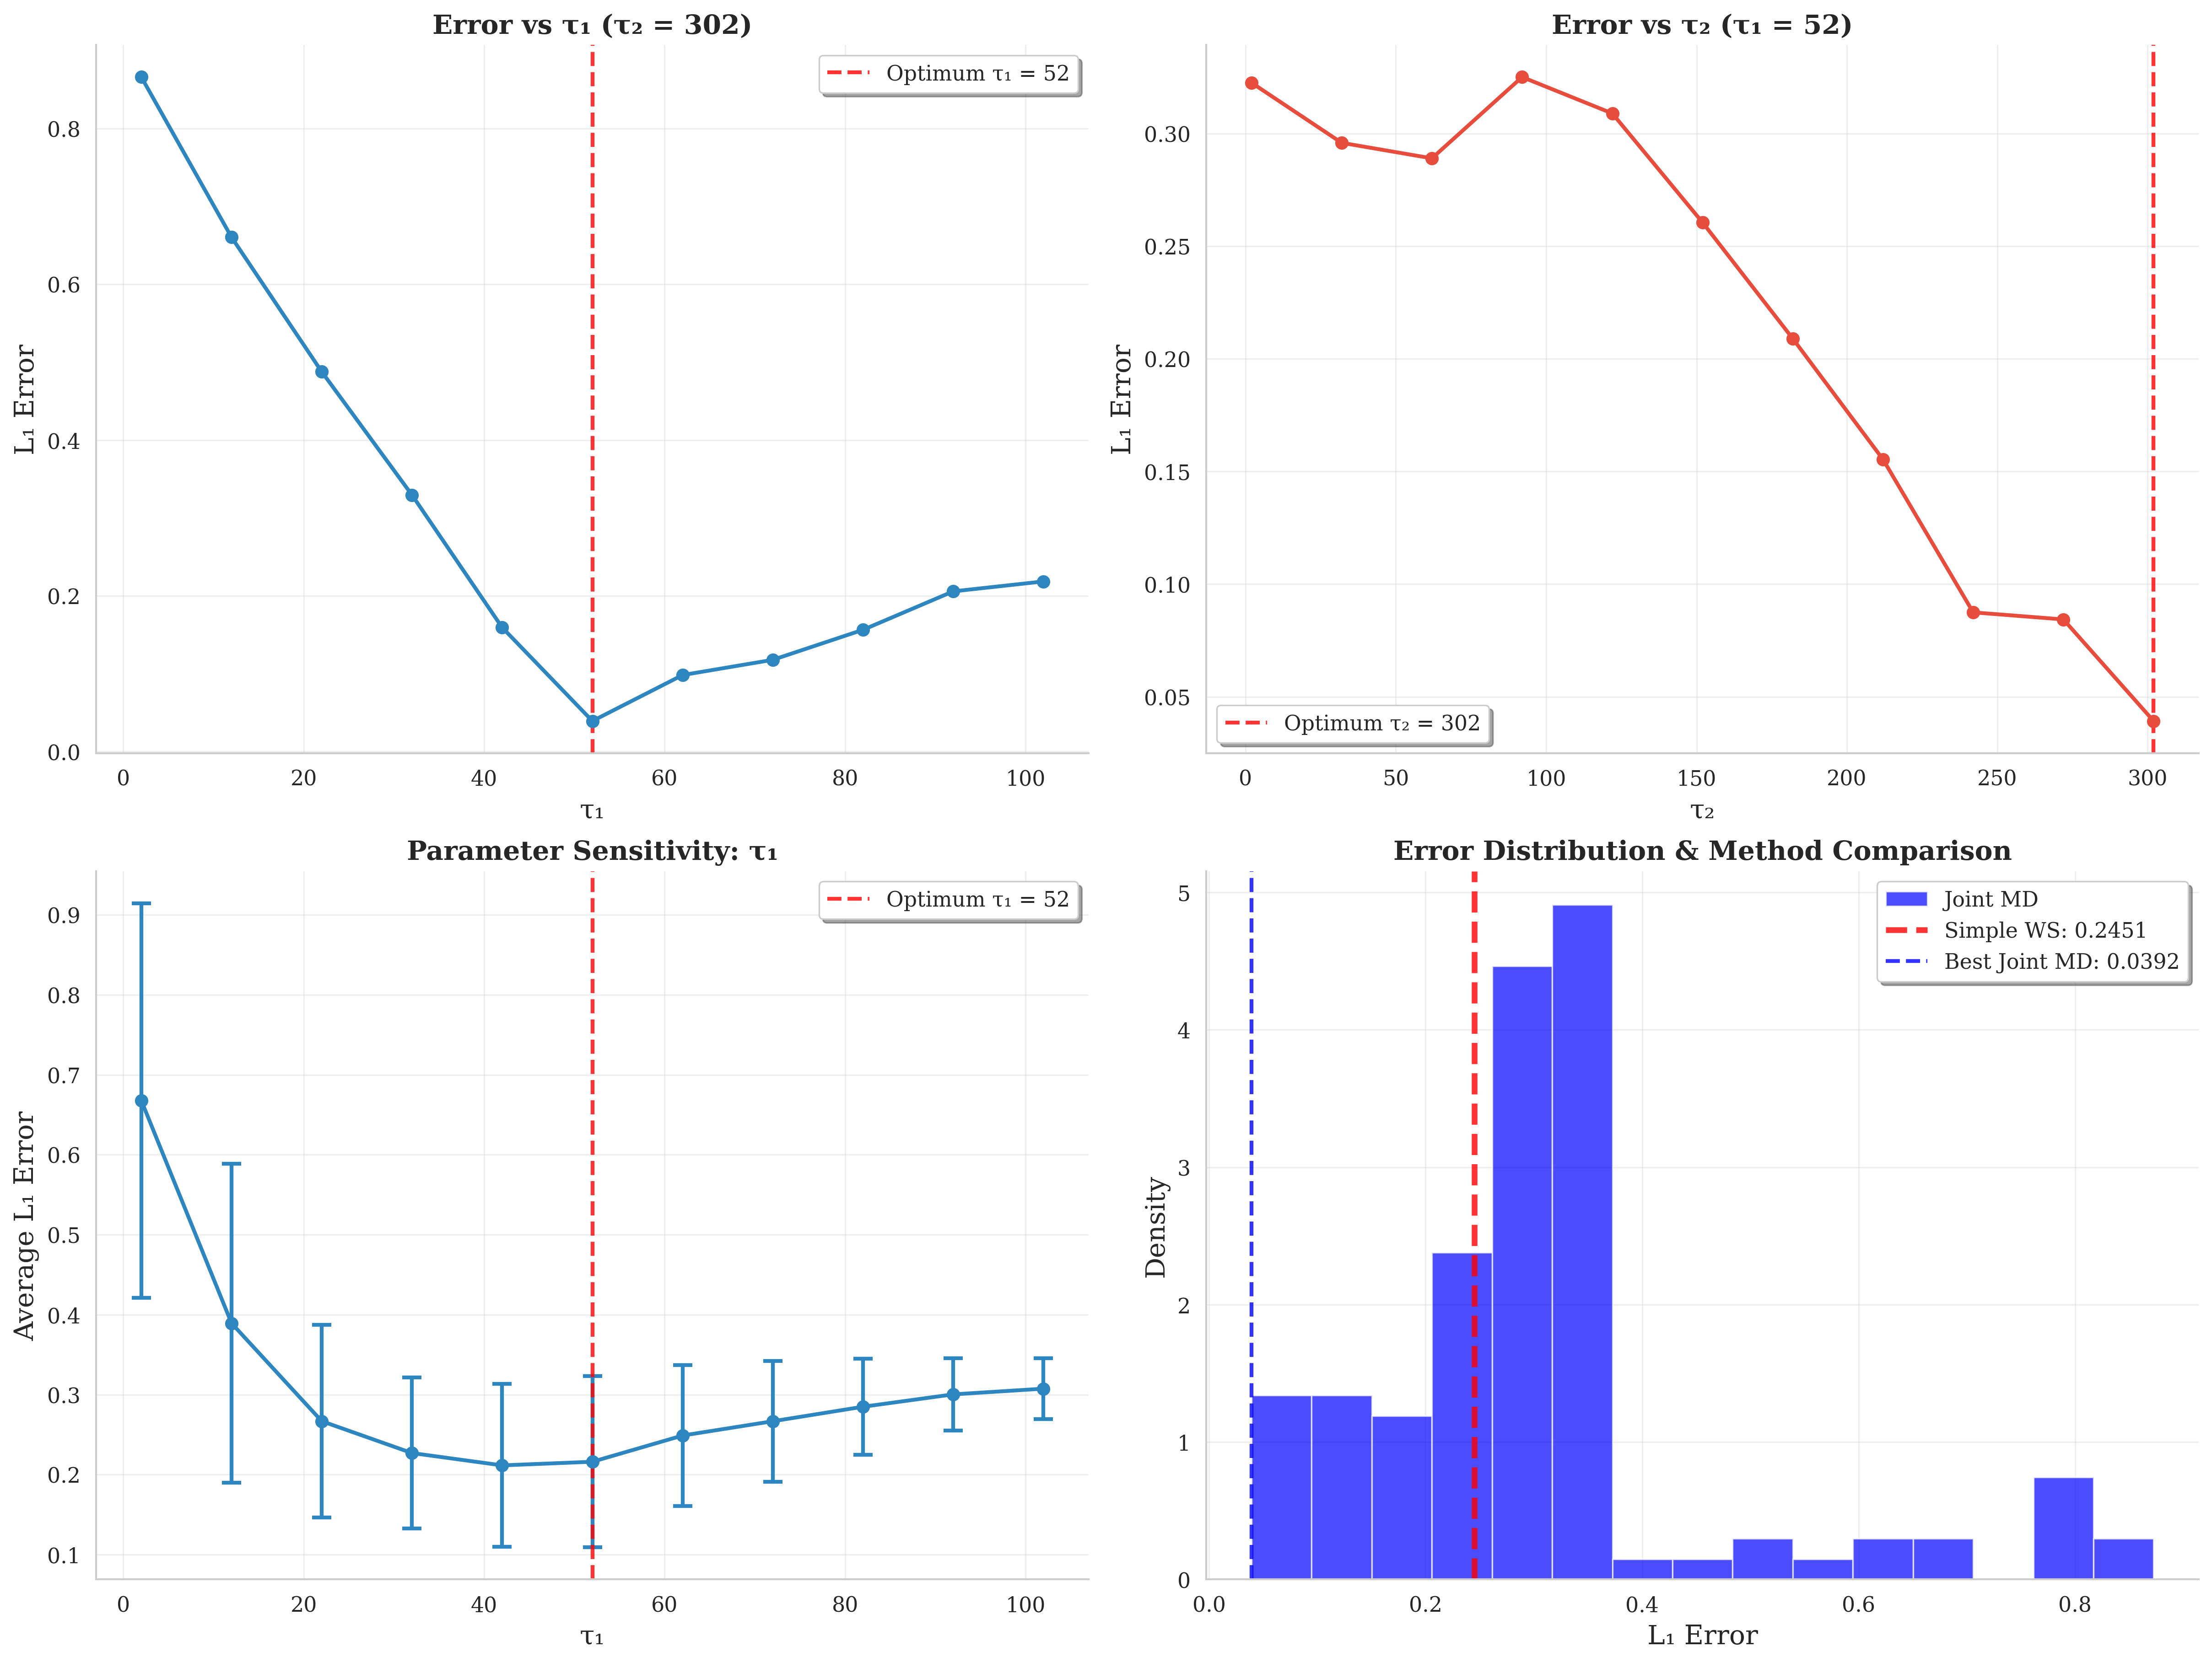 Error vs τ₁ (τ₂ = 302)
Optimum τ₁ = 52
L₁ Error
0.8
0.6
0.4
0.2
0.0
0 20 40 60 80 100
τ₁
Error vs τ₂ (τ₁ = 52)
Optimum τ₂ = 302
L₁ Error
0.30
0.25
0.20
0.15
0.10
0.05
0 50 100 150 200 250 300
τ₂
Parameter Sensitivity: τ₁
Optimum τ₁ = 52
Average L₁ Error
0.9
0.8
0.7
0.6
0.5
0.4
0.3
0.2
0.1
0 20 40 60 80 100
τ₁
Error Distribution & Method Comparison
Joint MD
Simple WS: 0.2451
Best Joint MD: 0.0392
Density
5
4
3
2
1
0
0.0 0.2 0.4 0.6 0.8
L₁ Error